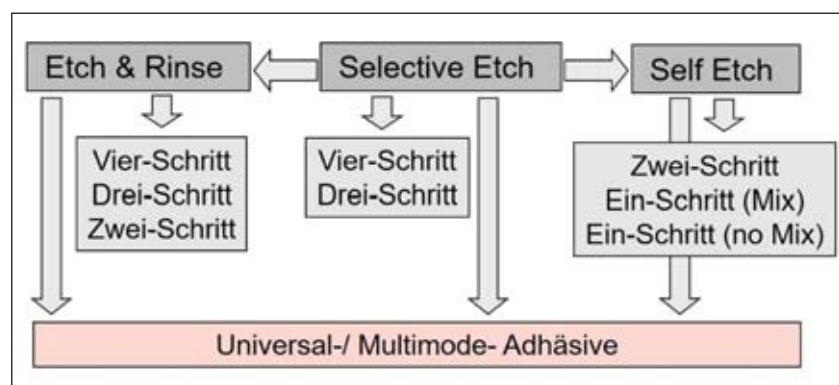 Etch & Rinse
Selective Etch
Self Etch
Vier-Schritt
Drei-Schritt
Zwei-Schritt
Vier-Schritt
Drei-Schritt
Zwei-Schritt
Ein-Schritt (Mix)
Ein-Schritt (no Mix)
Universal-/ Multimode- Adhäsive